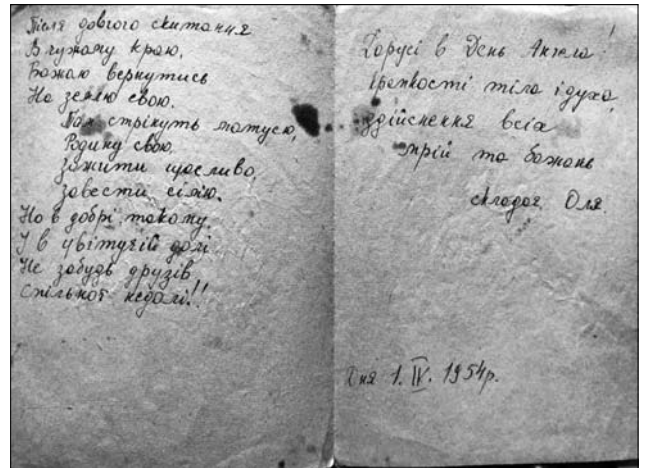 Після довгого скитання
В чужому краю,
Бажаю вернутись
На землю свою.
Там стрінуть матусю,
Родину свою.
Зажити щасливо,
Завести сім'ю.
Но в добрі такому
У в цвітучій долі
Не забудь друзів
Спільної недолі!!
Дарусі в День Ангела!
Кріпкості тіла і духа,
здійснення всіх
мрій та бажань
складає Оля.
Дня 1. IV. 1954р.